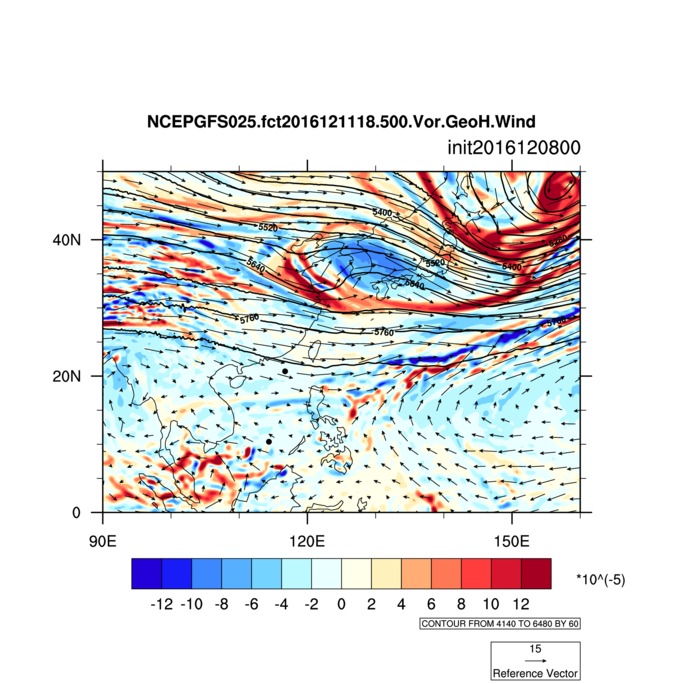 NCEPGFS025.fct2016121118.500.Vor.GeoH.Wind
init2016120800
5400
5520
5640
5520
5400
5640
5760
5760
40N
20N
0
90E 120E 150E
-12 -10 -8 -6 -4 -2 0 2 4 6 8 10 12
*10^(-5)
CONTOUR FROM 4140 TO 6480 BY 60
15
Reference Vector